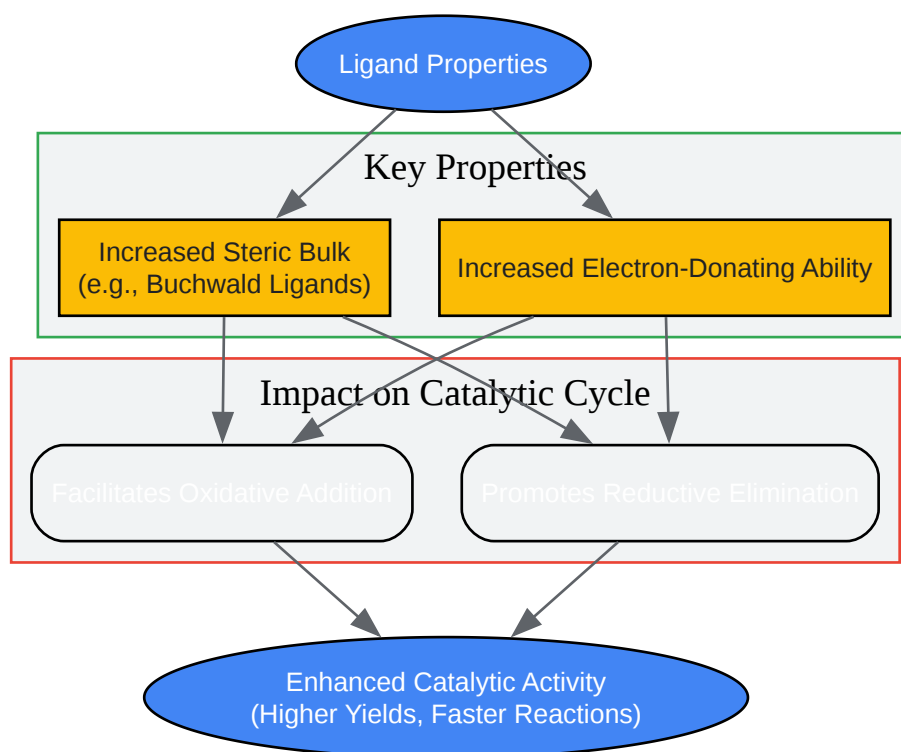 Ligand Properties
Key Properties
Increased Steric Bulk
(e.g., Buchwald Ligands)
Increased Electron-Donating Ability
Impact on Catalytic Cycle
Facilitates Oxidative Addition
Promotes Reductive Elimination
Enhanced Catalytic Activity
(Higher Yields, Faster Reactions)